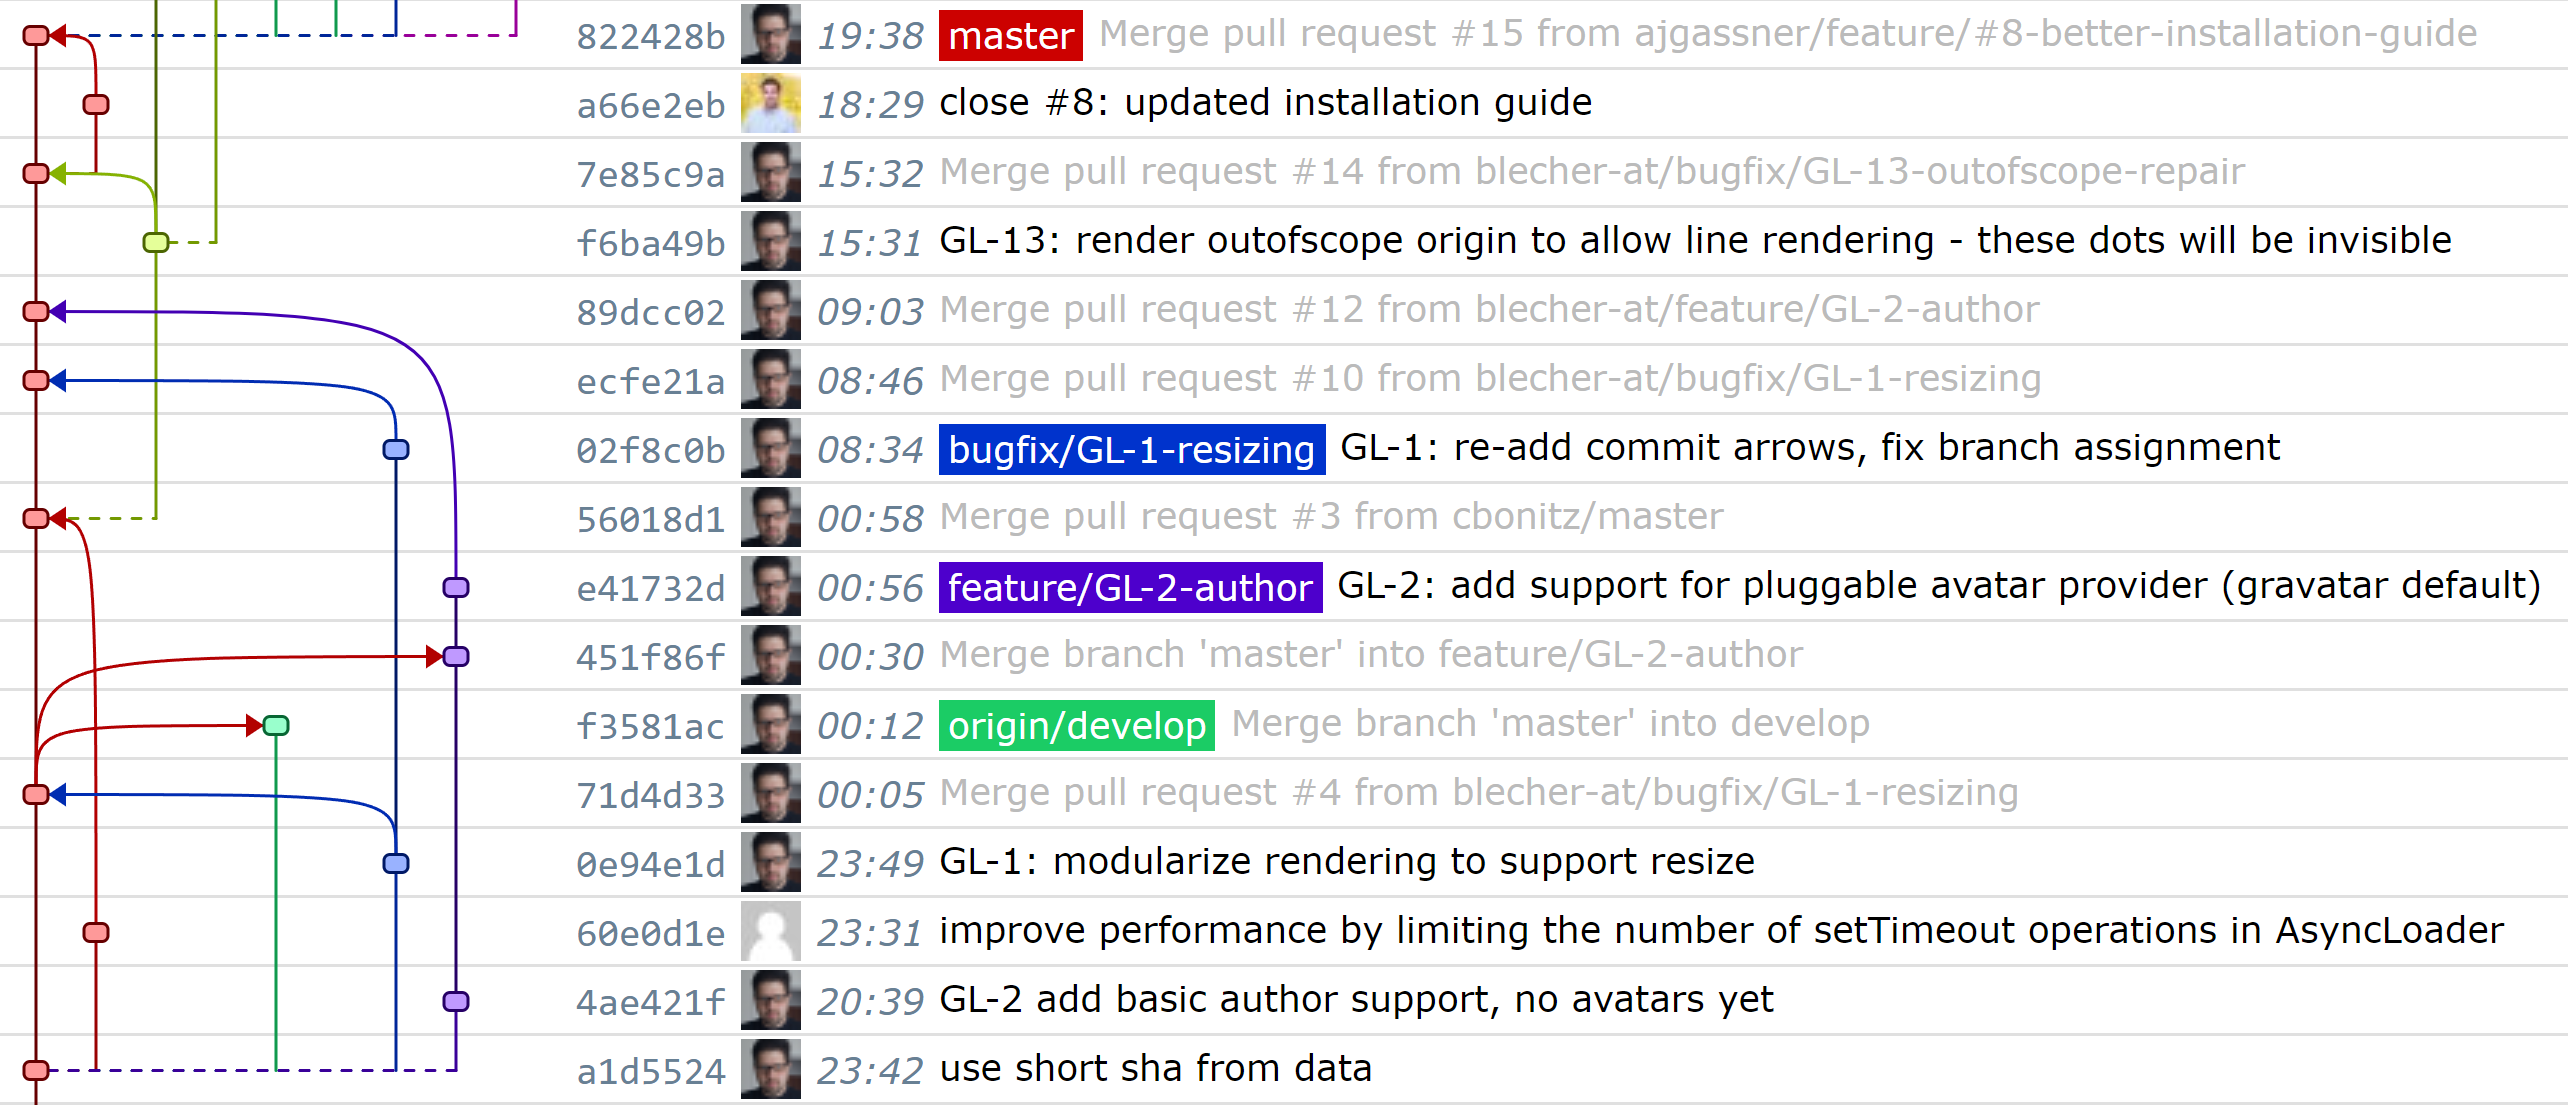 822428b 19:38 master Merge pull request #15 from ajgassner/feature/#8-better-installation-guide
a66e2eb 18:29 close #8: updated installation guide
7e85c9a 15:32 Merge pull request #14 from blecher-at/bugfix/GL-13-outofscope-repair
f6ba49b 15:31 GL-13: render outofscope origin to allow line rendering - these dots will be invisible
89dcc02 09:03 Merge pull request #12 from blecher-at/feature/GL-2-author
ecfe21a 08:46 Merge pull request #10 from blecher-at/bugfix/GL-1-resizing
02f8c0b 08:34 bugfix/GL-1-resizing GL-1: re-add commit arrows, fix branch assignment
56018d1 00:58 Merge pull request #3 from cbonitz/master
e41732d 00:56 feature/GL-2-author GL-2: add support for pluggable avatar provider (gravatar default)
451f86f 00:30 Merge branch 'master' into feature/GL-2-author
f3581ac 00:12 origin/develop Merge branch 'master' into develop
71d4d33 00:05 Merge pull request #4 from blecher-at/bugfix/GL-1-resizing
0e94e1d 23:49 GL-1: modularize rendering to support resize
60e0d1e 23:31 improve performance by limiting the number of setTimeout operations in AsyncLoader
4ae421f 20:39 GL-2 add basic author support, no avatars yet
a1d5524 23:42 use short sha from data